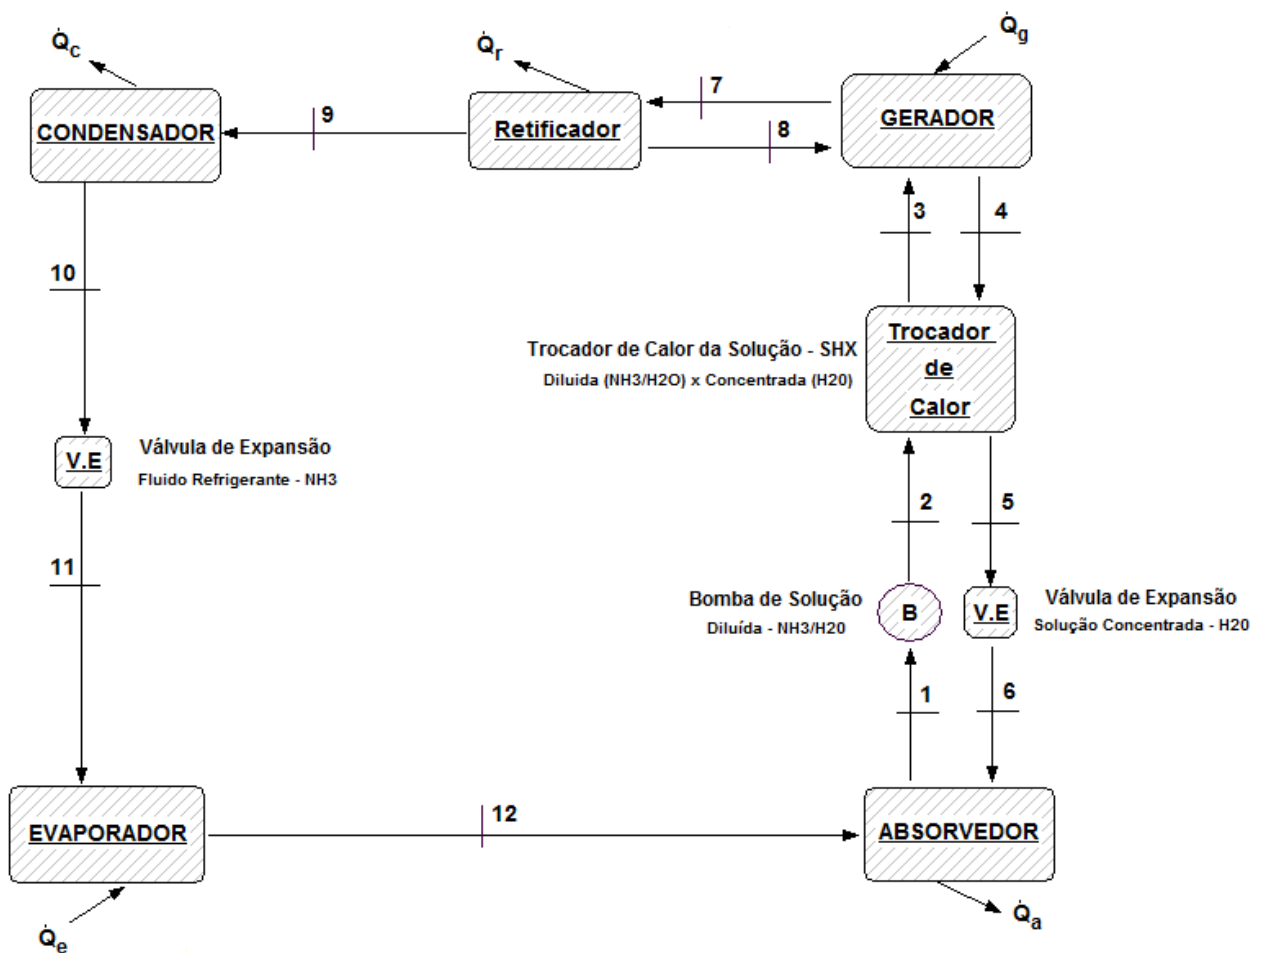 Q̇c
Q̇r
Q̇g
CONDENSADOR
9
Retificador
7
8
GERADOR
3
4
10
Trocador
de
Calor
Trocador de Calor da Solução - SHX
Diluida (NH3/H2O) x Concentrada (H20)
V.E
Válvula de Expansão
Fluido Refrigerante - NH3
2
5
11
Bomba de Solução
Diluída - NH3/H20
B
V.E
Válvula de Expansão
Solução Concentrada - H20
1
6
EVAPORADOR
12
ABSORVEDOR
Q̇e
Q̇a